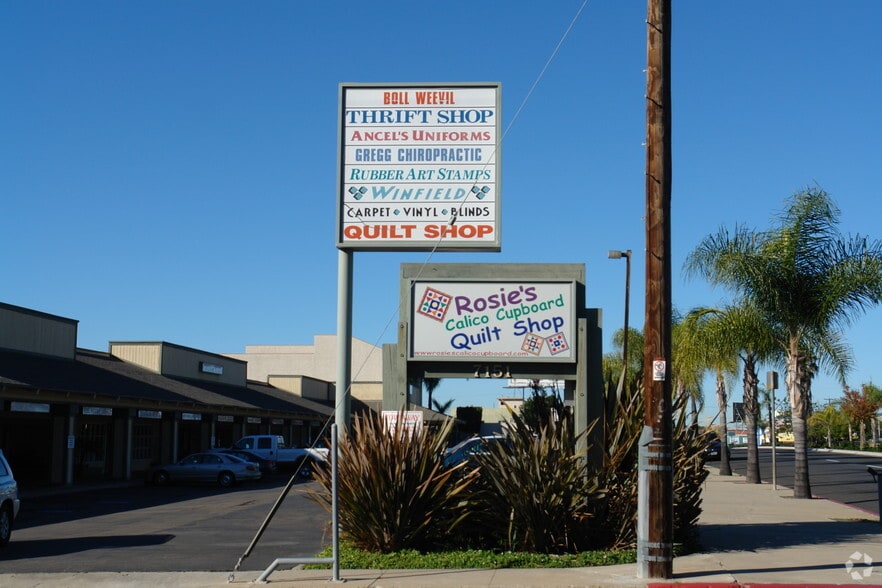 BOLL WEEVIL
THRIFT SHOP
ANCEL'S UNIFORMS
GREGG CHIROPRACTIC
RUBBER ART STAMPS
WINFIELD
CARPET VINYL BLINDS
QUILT SHOP
Rosie's
Calico Cupboard
Quilt Shop
www.rosiescalicocupboard.com
7151